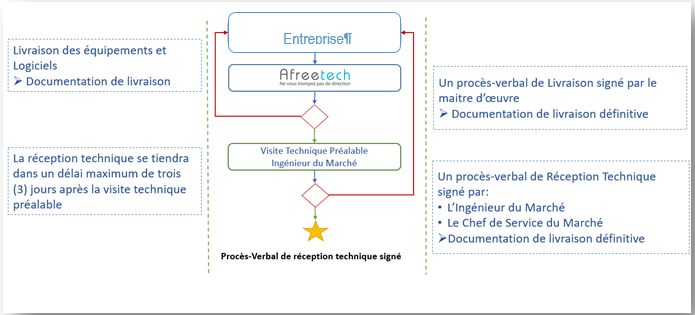 Livraison des équipements et
Logiciels
➢ Documentation de livraison
La réception technique se tiendra
dans un délai maximum de trois
(3) jours après la visite technique
préalable
Entreprise¶
Afreetech
Ne vous trompez pas de direction
Visite Technique Préalable
Ingénieur du Marché
Procès-Verbal de réception technique signé
Un procès-verbal de Livraison signé par le
maitre d’œuvre
➢ Documentation de livraison définitive
Un procès-verbal de Réception Technique
signé par:
• L’Ingénieur du Marché
• Le Chef de Service du Marché
➢Documentation de livraison définitive